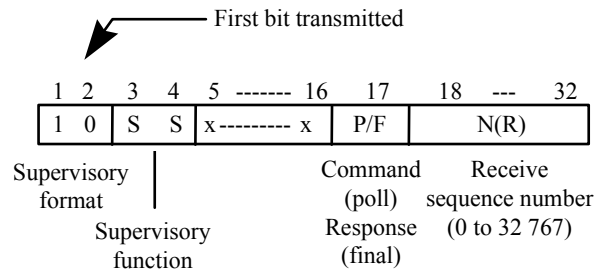 First bit transmitted
1 2 3 4 5 ------- 16 17 18 --- 32
1 0 S S x--------- x P/F N(R)
Supervisory format
Supervisory function
Command (poll) Response (final)
Receive sequence number (0 to 32 767)